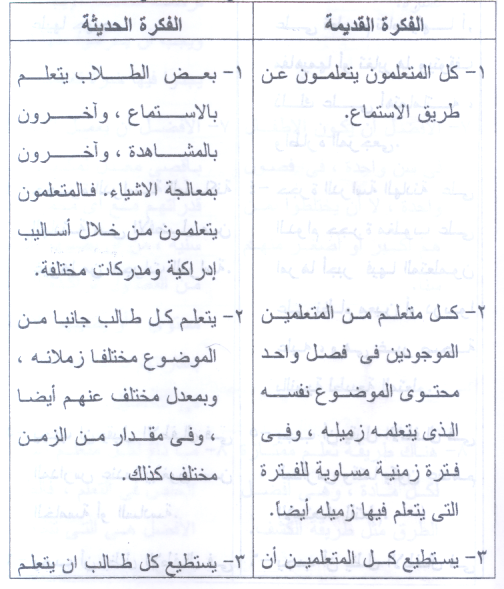 الفكرة القديمة
١- كل المتعلمون يتعلمون عن
طريق الاستماع.
٢- كل متعلم من المتعلمين
الموجودين فى فصل واحد
محتوى الموضوع نفسه
الذى يتعلمه زميله ، وفى
فترة زمنية مساوية للفترة
التى يتعلم فيها زميله أيضاً.
٣- يستطيع كل المتعلمين أن
الفكرة الحديثة
١- بعض الطلاب يتعلم
بالاستماع ، وآخرون
بالمشاهدة ، وآخرون
بمعالجة الاشياء. فالمتعلمون
يتعلمون من خلال أساليب
إدراكية ومدركات مختلفة.
٢- يتعلم كل طالب جانبا من
الموضوع مختلفا زملائه ،
وبمعدل مختلف عنهم أيضا
، وفى مقدار من الزمن
مختلف كذلك.
٣- يستطيع كل طالب ان يتعلم